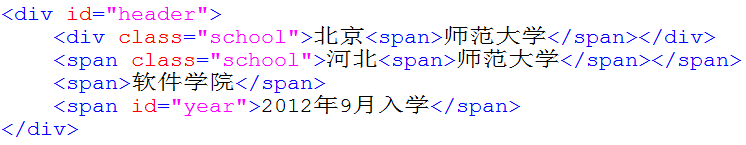 <div id="header">
    <div class="school">北京<span>师范大学</span></div>
    <span class="school">河北<span>师范大学</span></span>
    <span>软件学院</span>
    <span id="year">2012年9月入学</span>
</div>